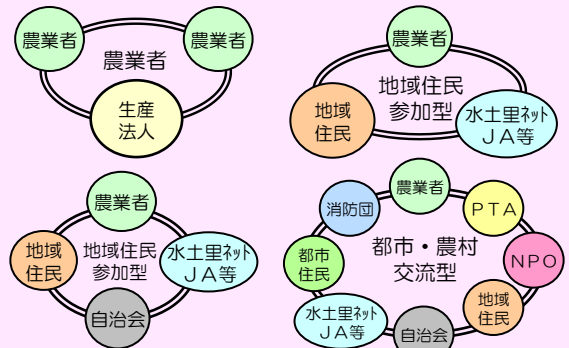 農業者
農業者
農業者
生産
法人
農業者
地域住民
参加型
地域
住民
水土里ネット
ＪＡ等
農業者
地域
住民
地域住民
参加型
水土里ネット
ＪＡ等
自治会
農業者
消防団
ＰＴＡ
都市
住民
都市・農村
交流型
NPO
水土里ネット
ＪＡ等
自治会
地域
住民